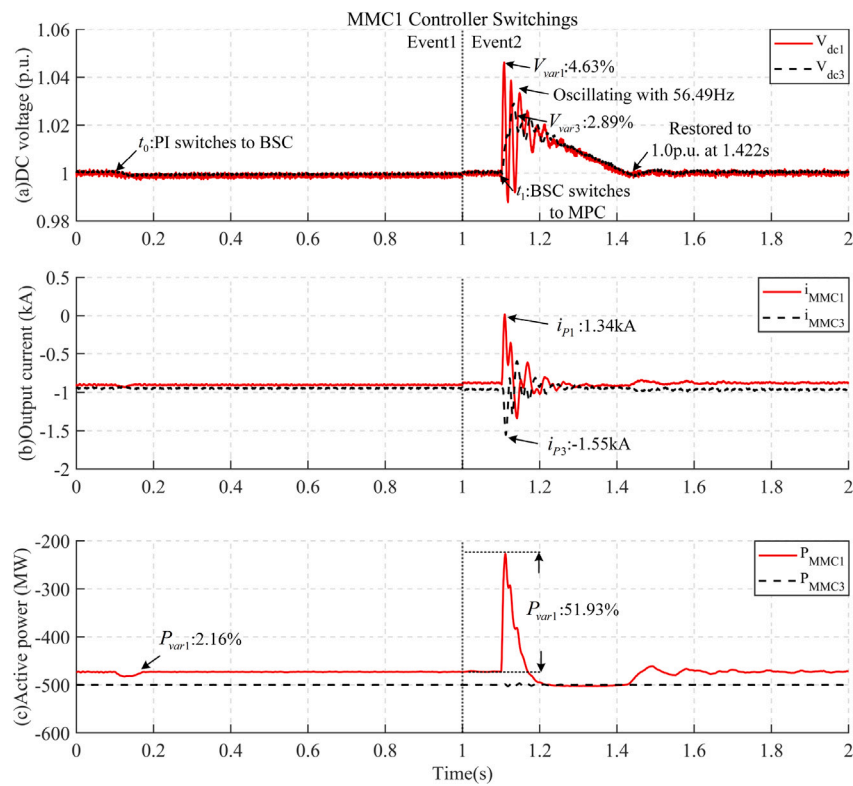 MMC1 Controller Switchings
(a)DC voltage (p.u.)
1.06
1.04
1.02
1
0.98
Event1
Event2
V_dc1
V_dc3
V_var1:4.63%
Oscillating with 56.49Hz
V_var3:2.89%
t_0:PI switches to BSC
Restored to
1.0p.u. at 1.422s
t_1:BSC switches
to MPC
0
0.2
0.4
0.6
0.8
1
1.2
1.4
1.6
1.8
2
(b)Output current (kA)
0.5
0
-0.5
-1
-1.5
-2
i_MMC1
i_MMC3
i_P1:1.34kA
i_P3:-1.55kA
0
0.2
0.4
0.6
0.8
1
1.2
1.4
1.6
1.8
2
(c)Active power (MW)
-200
-300
-400
-500
-600
P_MMC1
P_MMC3
P_var1:2.16%
P_var1:51.93%
0
0.2
0.4
0.6
0.8
1
1.2
1.4
1.6
1.8
2
Time(s)